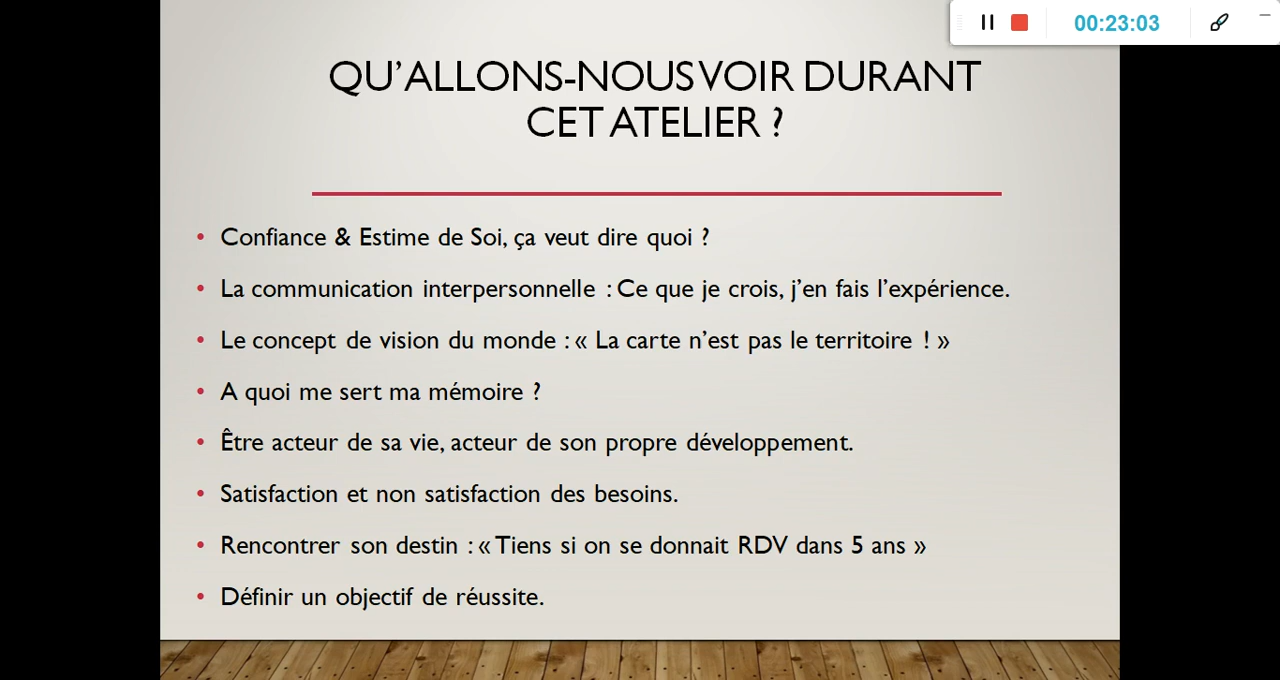 00:23:03
QU’ALLONS-NOUS VOIR DURANT
CET ATELIER ?
• Confiance & Estime de Soi, ça veut dire quoi ?
• La communication interpersonnelle : Ce que je crois, j’en fais l’expérience.
• Le concept de vision du monde : « La carte n’est pas le territoire ! »
• A quoi me sert ma mémoire ?
• Être acteur de sa vie, acteur de son propre développement.
• Satisfaction et non satisfaction des besoins.
• Rencontrer son destin : « Tiens si on se donnait RDV dans 5 ans »
• Définir un objectif de réussite.